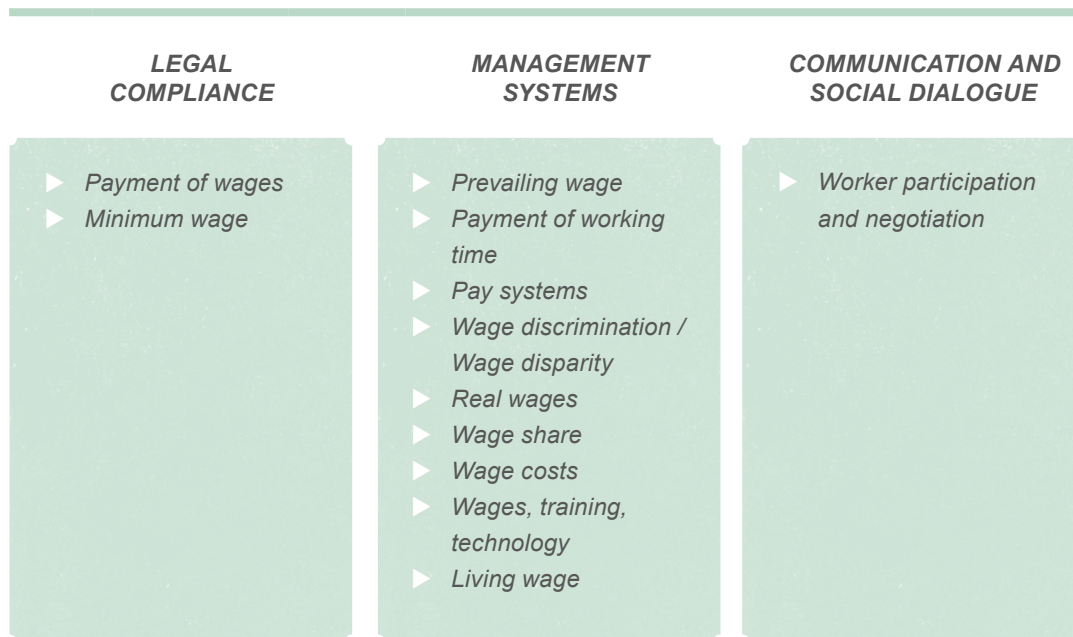 LEGAL
COMPLIANCE
Payment of wages
Minimum wage
MANAGEMENT
SYSTEMS
Prevailing wage
Payment of working
time
Pay systems
Wage discrimination /
Wage disparity
Real wages
Wage share
Wage costs
Wages, training,
technology
Living wage
COMMUNICATION AND
SOCIAL DIALOGUE
Worker participation
and negotiation